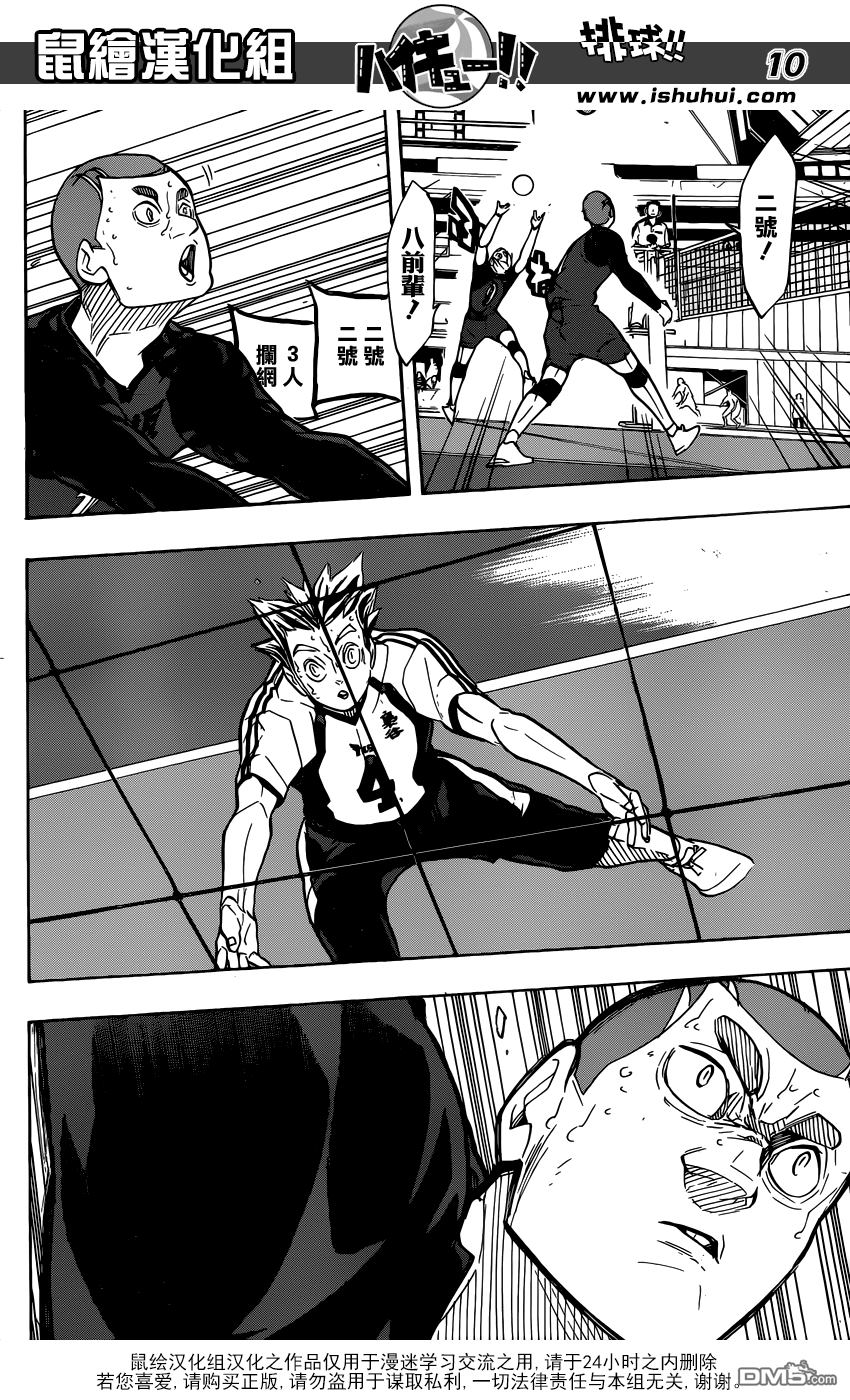 鼠繪漢化組
ハイキュー!!
排球!!
10
www.ishuhui.com
二號!
八前輩!
二號
二號
3人
攔網
梟谷
4
鼠绘汉化组汉化之作品仅用于漫迷学习交流之用, 请于24小时之内删除
若您喜爱, 请购买正版, 请勿盗用于谋取私利, 一切法律责任与本组无关, 谢谢。
DM5.com